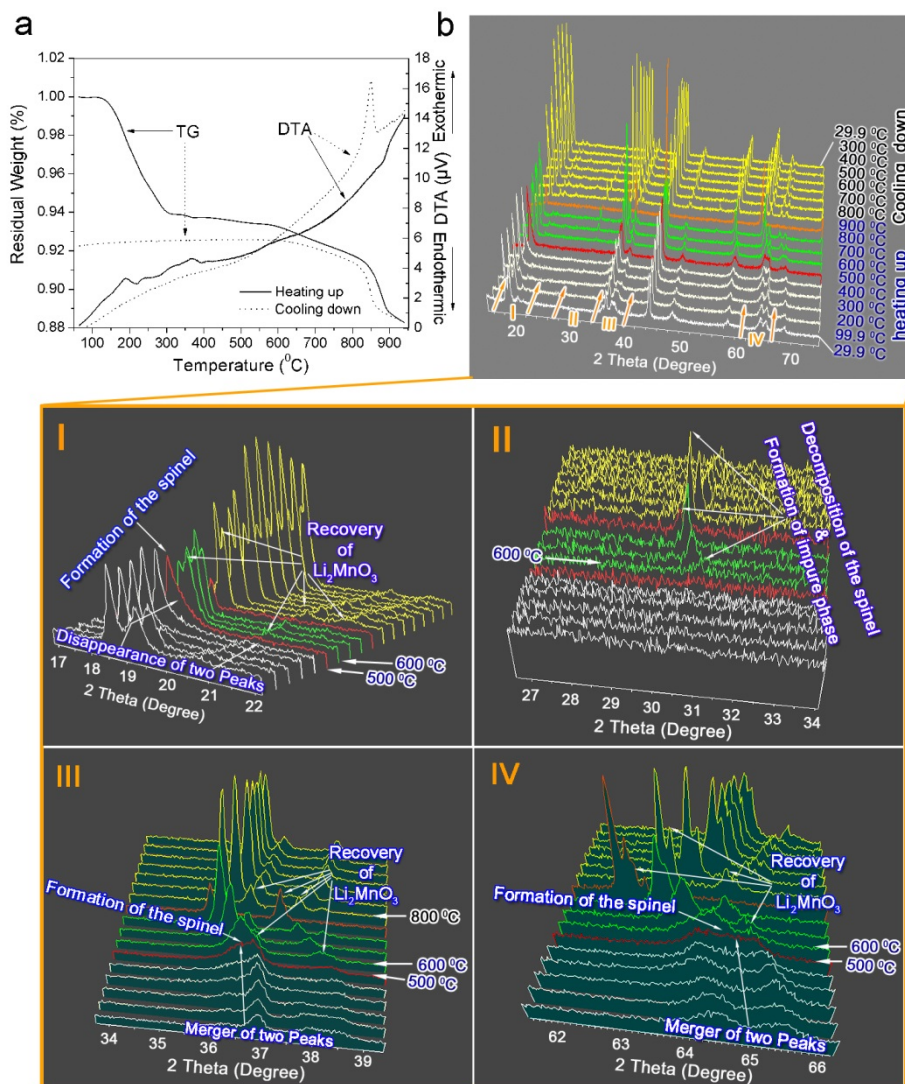 a
1.02
1.00
0.98
0.96
0.94
0.92
0.90
0.88
Residual Weight (%)
TG
DTA
Heating up
Cooling down
100 200 300 400 500 600 700 800 900
Temperature (⁰C)
18
16
14
12
10
8
6
4
2
0
Endothermic DTA (μV) Exothermic
b
I
II
III
IV
20 30 40 50 60 70
2 Theta (Degree)
29.9 ⁰C
300 ⁰C
400 ⁰C
500 ⁰C
600 ⁰C
700 ⁰C
800 ⁰C
900 ⁰C
800 ⁰C
700 ⁰C
600 ⁰C
500 ⁰C
400 ⁰C
300 ⁰C
200 ⁰C
99.9 ⁰C
29.9 ⁰C
heating up Cooling down
I
Formation of the spinel
Recovery
of
Li₂MnO₃
Disappearance of two Peaks
600 ⁰C
500 ⁰C
17 18 19 20 21 22
2 Theta (Degree)
II
Decomposition of the spinel
&
Formation of impure phase
600 ⁰C
27 28 29 30 31 32 33 34
2 Theta (Degree)
III
Recovery
of
Li₂MnO₃
Formation of the spinel
800 ⁰C
600 ⁰C
500 ⁰C
Merger of two Peaks
34 35 36 37 38 39
2 Theta (Degree)
IV
Recovery
of
Li₂MnO₃
Formation of the spinel
600 ⁰C
500 ⁰C
Merger of two Peaks
62 63 64 65 66
2 Theta (Degree)